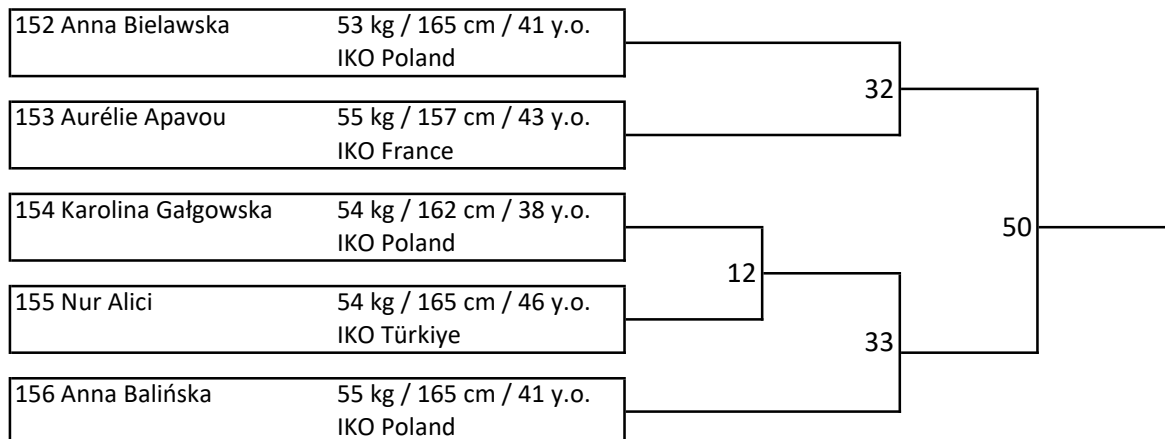 152 Anna Bielawska 53 kg / 165 cm / 41 y.o.
IKO Poland
32
153 Aurélie Apavou 55 kg / 157 cm / 43 y.o.
IKO France
154 Karolina Gałgowska 54 kg / 162 cm / 38 y.o.
IKO Poland
50
12
155 Nur Alici 54 kg / 165 cm / 46 y.o.
IKO Türkiye
33
156 Anna Balińska 55 kg / 165 cm / 41 y.o.
IKO Poland